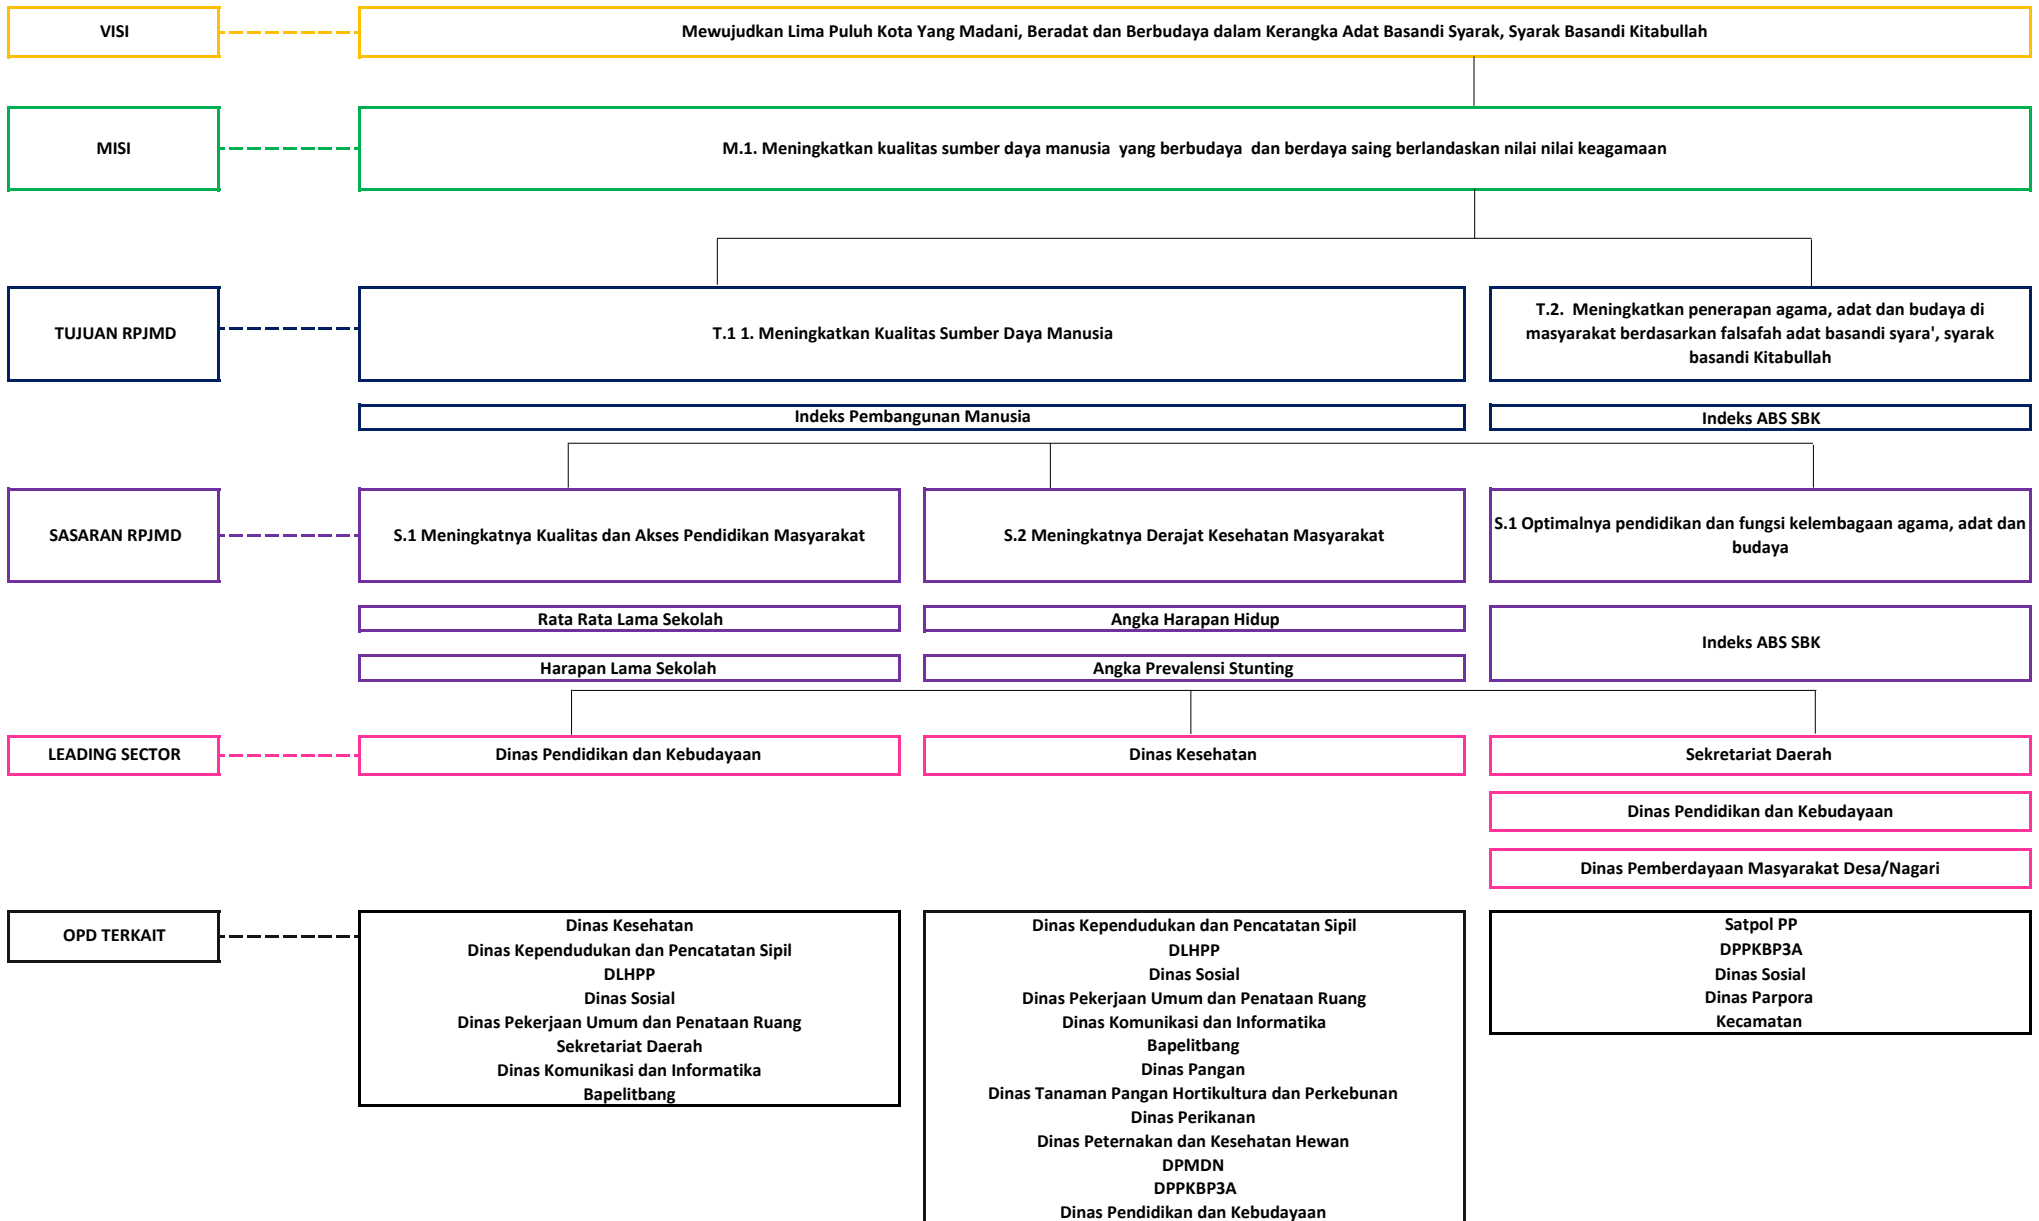 VISI
Mewujudkan Lima Puluh Kota Yang Madani, Beradat dan Berbudaya dalam Kerangka Adat Basandi Syarak, Syarak Basandi Kitabullah
MISI
M.1. Meningkatkan kualitas sumber daya manusia  yang berbudaya  dan berdaya saing berlandaskan nilai nilai keagamaan
TUJUAN RPJMD
T.1 1. Meningkatkan Kualitas Sumber Daya Manusia
T.2.  Meningkatkan penerapan agama, adat dan budaya di
masyarakat berdasarkan falsafah adat basandi syara', syarak
basandi Kitabullah
Indeks Pembangunan Manusia
Indeks ABS SBK
SASARAN RPJMD
S.1 Meningkatnya Kualitas dan Akses Pendidikan Masyarakat
S.2 Meningkatnya Derajat Kesehatan Masyarakat
S.1 Optimalnya pendidikan dan fungsi kelembagaan agama, adat dan
budaya
Rata Rata Lama Sekolah
Angka Harapan Hidup
Indeks ABS SBK
Harapan Lama Sekolah
Angka Prevalensi Stunting
LEADING SECTOR
Dinas Pendidikan dan Kebudayaan
Dinas Kesehatan
Sekretariat Daerah
Dinas Pendidikan dan Kebudayaan
Dinas Pemberdayaan Masyarakat Desa/Nagari
OPD TERKAIT
Dinas Kesehatan
Dinas Kependudukan dan Pencatatan Sipil
DLHPP
Dinas Sosial
Dinas Pekerjaan Umum dan Penataan Ruang
Sekretariat Daerah
Dinas Komunikasi dan Informatika
Bapelitbang
Dinas Kependudukan dan Pencatatan Sipil
DLHPP
Dinas Sosial
Dinas Pekerjaan Umum dan Penataan Ruang
Dinas Komunikasi dan Informatika
Bapelitbang
Dinas Pangan
Dinas Tanaman Pangan Hortikultura dan Perkebunan
Dinas Perikanan
Dinas Peternakan dan Kesehatan Hewan
DPMDN
DPPKBP3A
Dinas Pendidikan dan Kebudayaan
Satpol PP
DPPKBP3A
Dinas Sosial
Dinas Parpora
Kecamatan